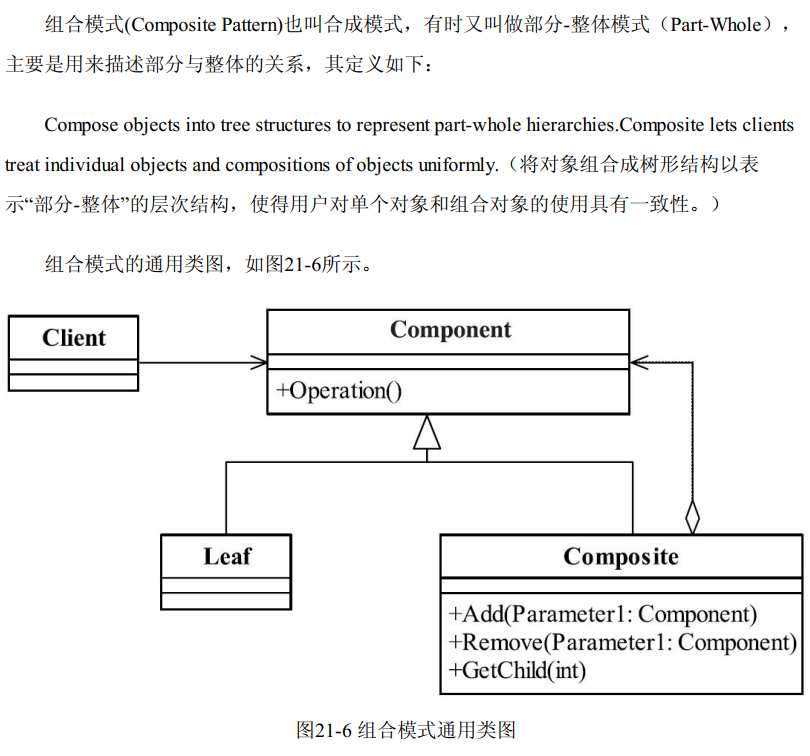 组合模式(Composite Pattern)也叫合成模式，有时又叫做部分-整体模式（Part-Whole），
主要是用来描述部分与整体的关系，其定义如下：
Compose objects into tree structures to represent part-whole hierarchies.Composite lets clients
treat individual objects and compositions of objects uniformly.（将对象组合成树形结构以表
示“部分-整体”的层次结构，使得用户对单个对象和组合对象的使用具有一致性。）
组合模式的通用类图，如图21-6所示。
Client
Component
+Operation()
Leaf
Composite
+Add(Parameter1: Component)
+Remove(Parameter1: Component)
+GetChild(int)
图21-6 组合模式通用类图